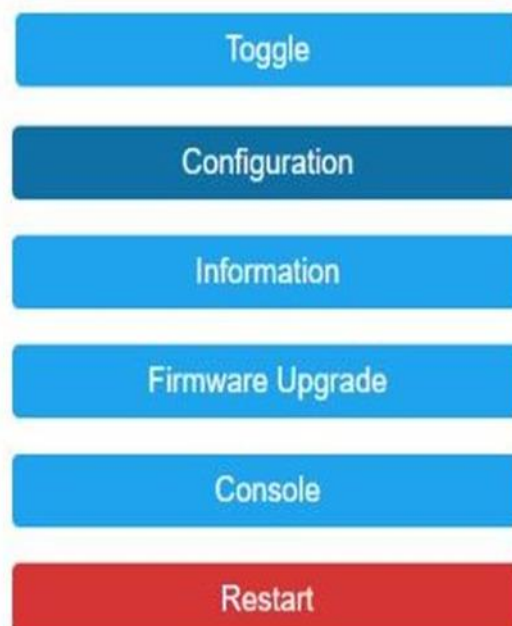 Toggle
Configuration
Information
Firmware Upgrade
Console
Restart